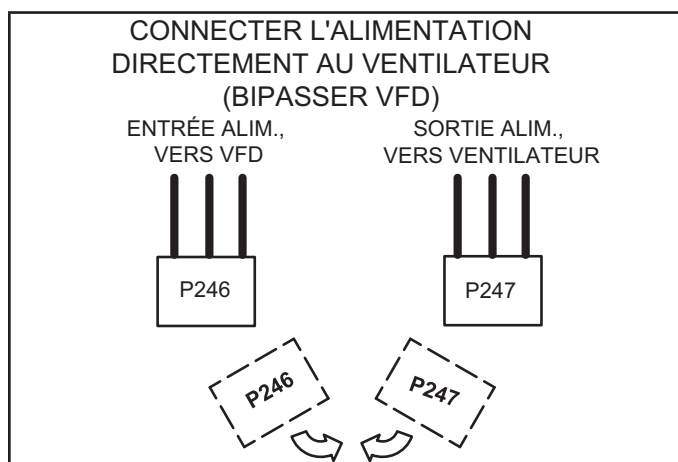 CONNECTER L'ALIMENTATION
DIRECTEMENT AU VENTILATEUR
(BIPASSER VFD)
ENTRÉE ALIM.,
VERS VFD
SORTIE ALIM.,
VERS VENTILATEUR
P246
P247
P246
P247